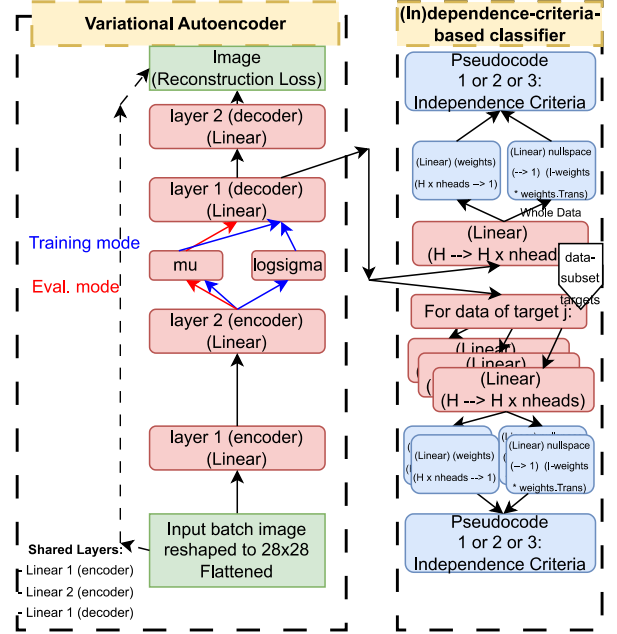 Variational Autoencoder
Image
(Reconstruction Loss)
layer 2 (decoder)
(Linear)
layer 1 (decoder)
(Linear)
Training mode
mu
logsigma
Eval. mode
layer 2 (encoder)
(Linear)
layer 1 (encoder)
(Linear)
Input batch image
reshaped to 28x28
Flattened
Shared Layers:
- Linear 1 (encoder)
- Linear 2 (encoder)
- Linear 1 (decoder)
(In)dependence-criteria-
based classifier
Pseudocode
1 or 2 or 3:
Independence Criteria
(Linear) (weights)
(H x nheads --> 1)
(Linear) nullspace
(--> 1) (I-weights
* weights.Trans)
Whole Data
(Linear)
(H --> H x nhead
data-
subset
targets
For data of target j:
(Linear)
(Linear)
(H --> H x nheads)
(Linear) (weights)
(H x nheads --> 1)
(Linear) nullspace
(--> 1) (I-weights
* weights.Trans)
Pseudocode
1 or 2 or 3:
Independence Criteria